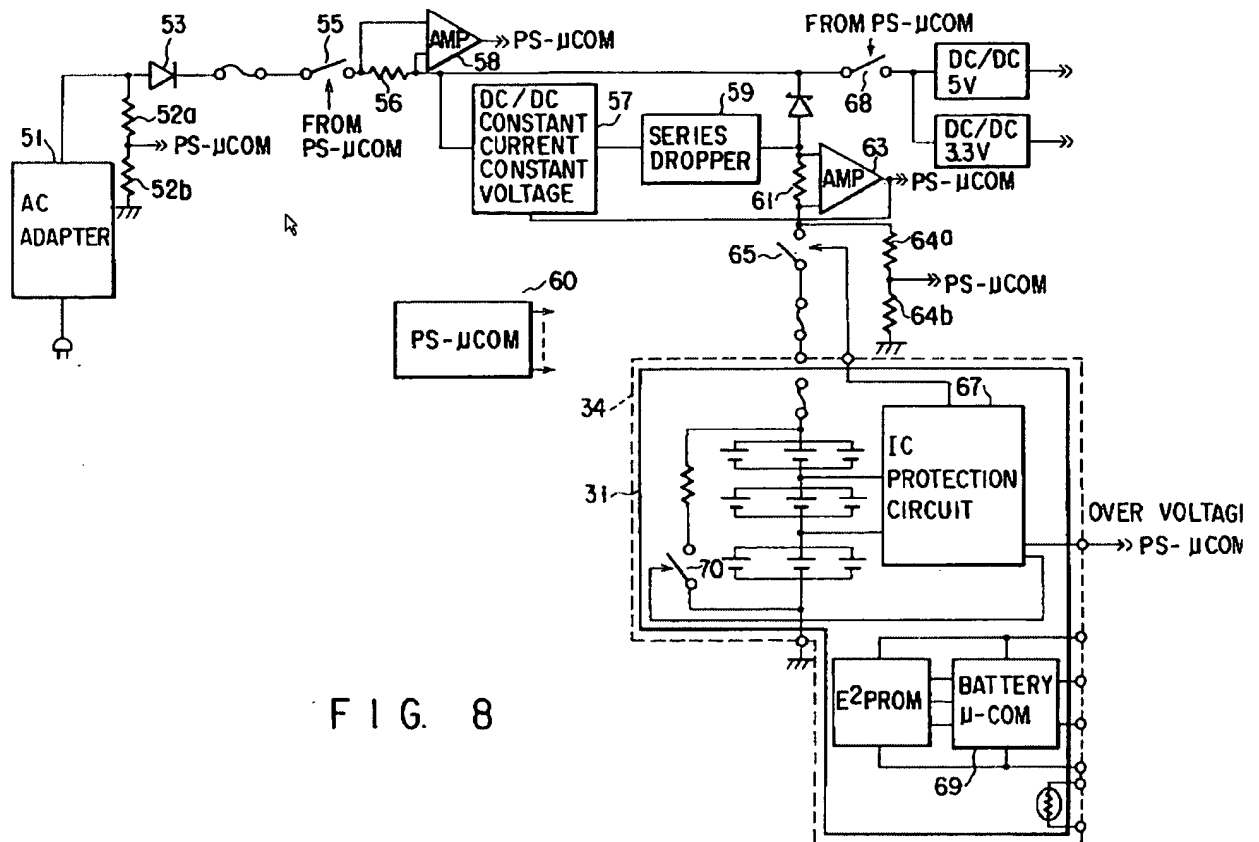 53
55
AMP
PS-μCOM
58
FROM PS-μCOM
68
DC/DC
5V
DC/DC
3.3V
56
FROM
PS-μCOM
52a
PS-μCOM
52b
51
AC
ADAPTER
DC/DC
CONSTANT
CURRENT
CONSTANT
VOLTAGE
57
59
SERIES
DROPPER
61
AMP
63
PS-μCOM
65
64a
PS-μCOM
64b
60
PS-μCOM
34
31
67
IC
PROTECTION
CIRCUIT
70
OVER VOLTAG
PS-μCOM
E2PROM
BATTERY
μ-COM
69
FIG. 8